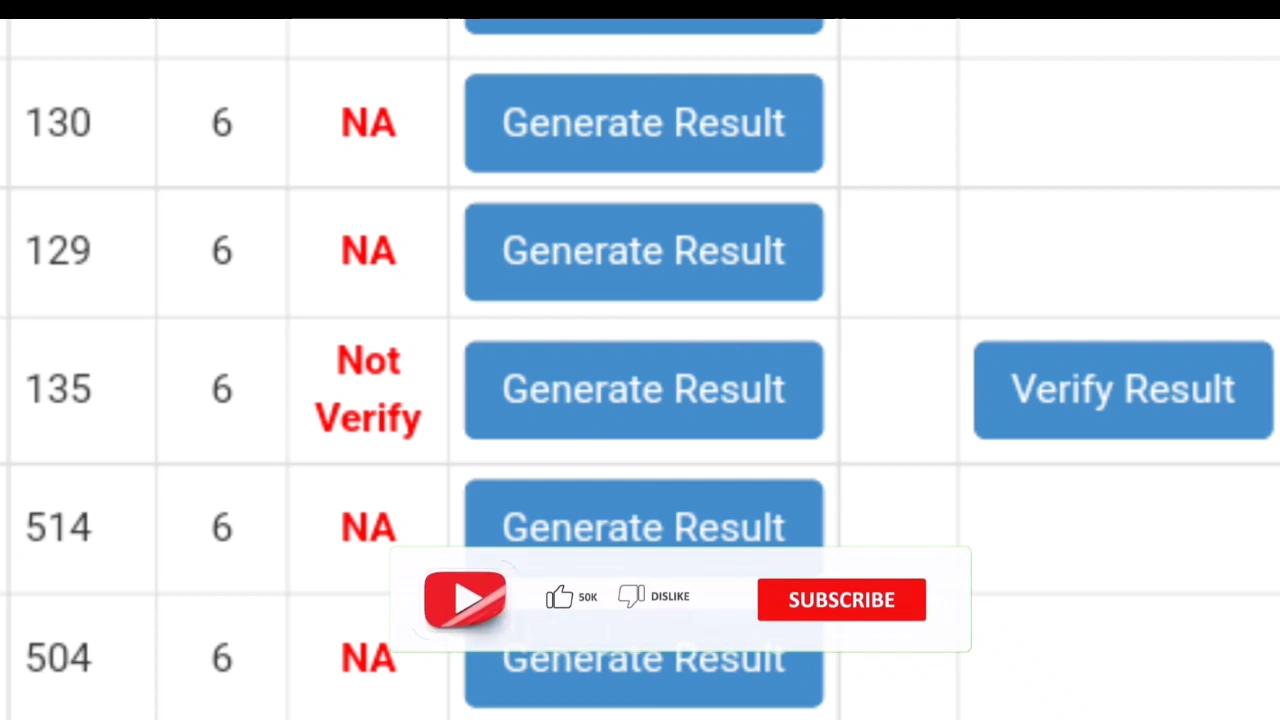 130 6 NA Generate Result
129 6 NA Generate Result
135 6 Not Verify Generate Result Verify Result
514 6 NA Generate Result
50K DISLIKE SUBSCRIBE
504 6 NA Generate Result